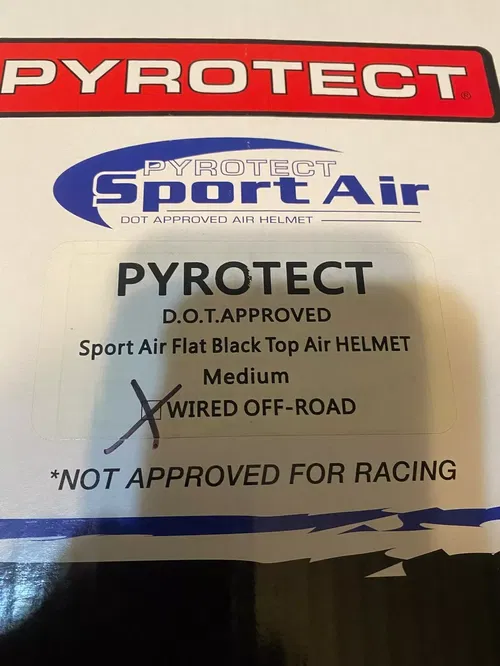 PYROTECT®
PYROTECT
Sport Air
DOT APPROVED AIR HELMET
PYROTECT
D.O.T.APPROVED
Sport Air Flat Black Top Air HELMET
Medium
WIRED OFF-ROAD
*NOT APPROVED FOR RACING